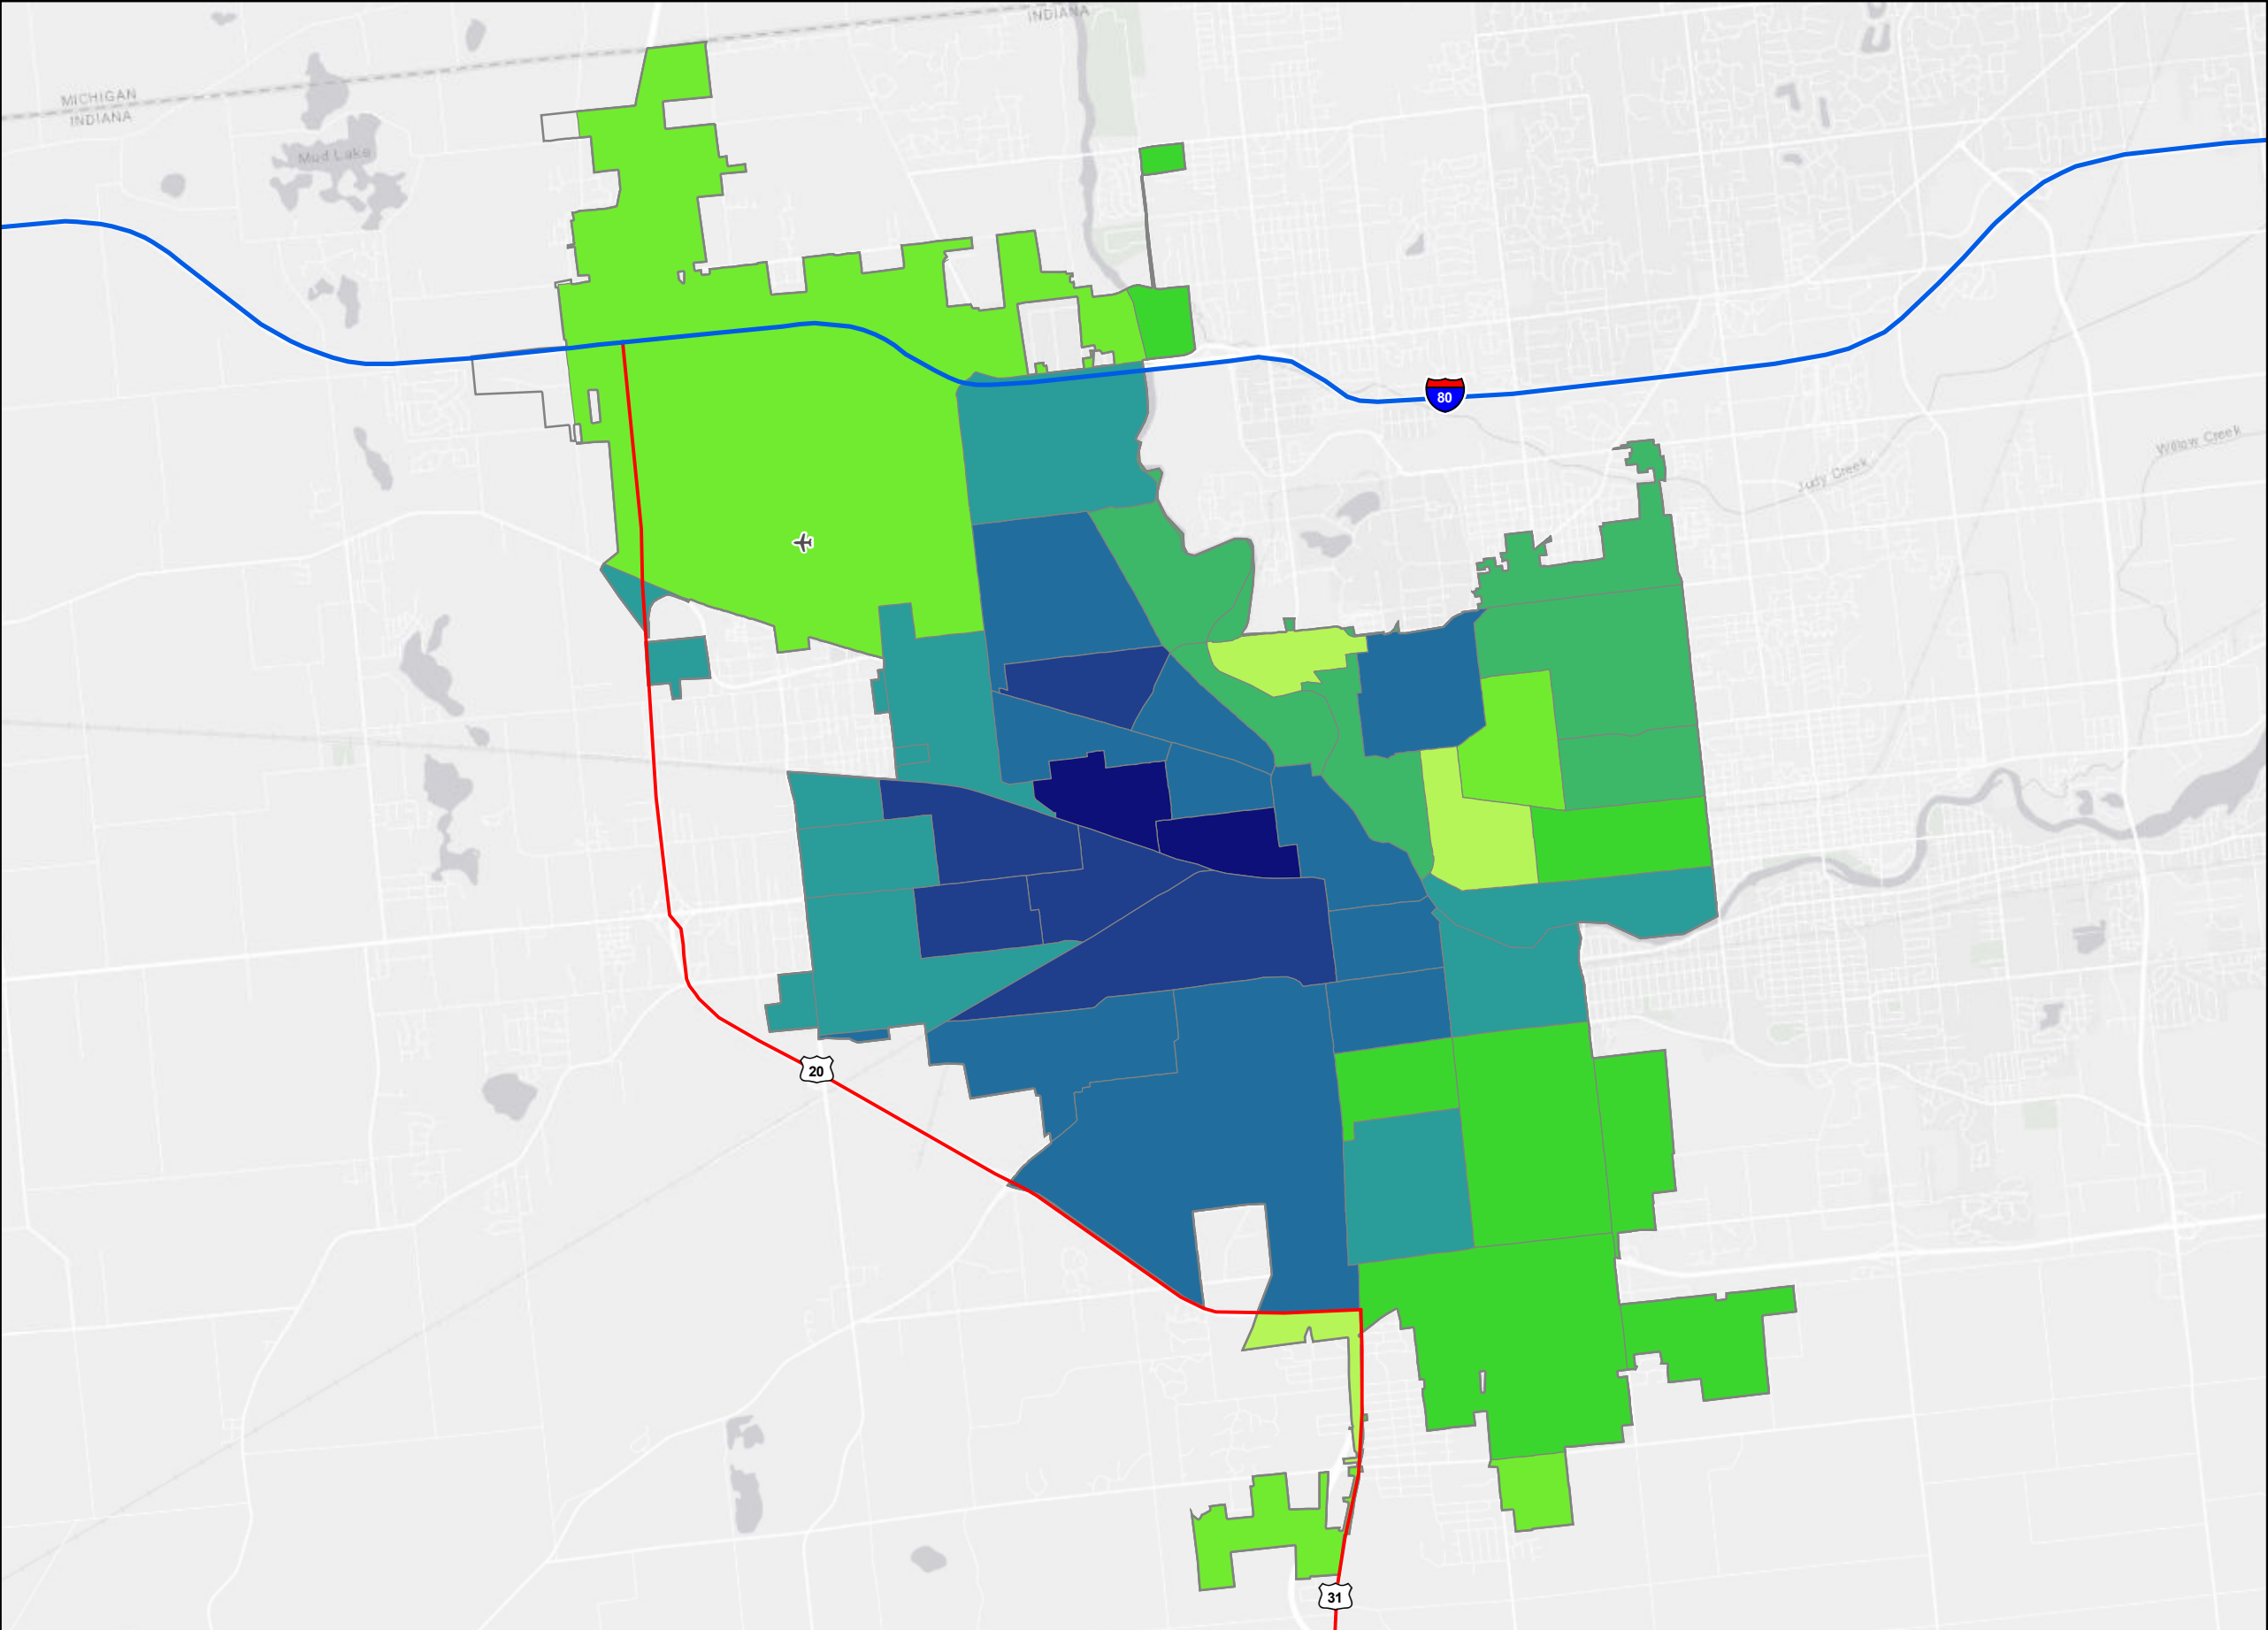 INDIANA
MICHIGAN
INDIANA
Mud Lake
80
Willow Creek
Judy Creek
20
31